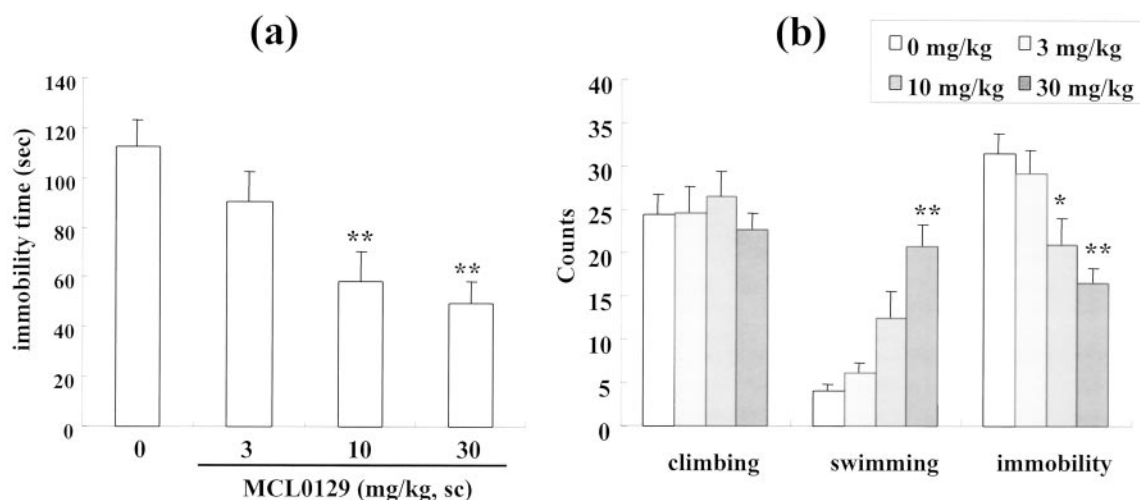 (a)
140
120
100
80
60
40
20
0
immobility time (sec)
**
**
0 3 10 30
MCL0129 (mg/kg, sc)
(b)
0 mg/kg 3 mg/kg
10 mg/kg 30 mg/kg
40
35
30
25
20
15
10
5
0
Counts
**
*
**
climbing swimming immobility